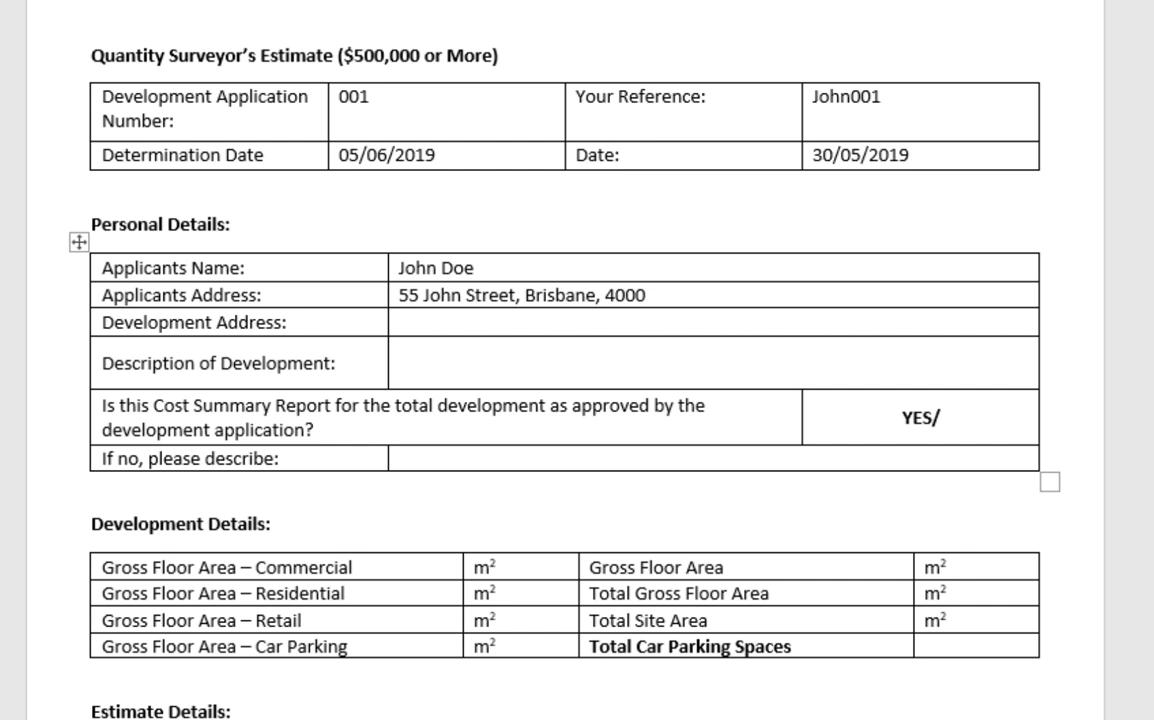 Quantity Surveyor's Estimate ($500,000 or More)
Development Application Number: 001 Your Reference: John001
Determination Date 05/06/2019 Date: 30/05/2019
Personal Details:
Applicants Name: John Doe
Applicants Address: 55 John Street, Brisbane, 4000
Development Address:
Description of Development:
Is this Cost Summary Report for the total development as approved by the
development application? YES/
If no, please describe:
Development Details:
Gross Floor Area – Commercial m² Gross Floor Area m²
Gross Floor Area – Residential m² Total Gross Floor Area m²
Gross Floor Area – Retail m² Total Site Area m²
Gross Floor Area – Car Parking m² Total Car Parking Spaces
Estimate Details: